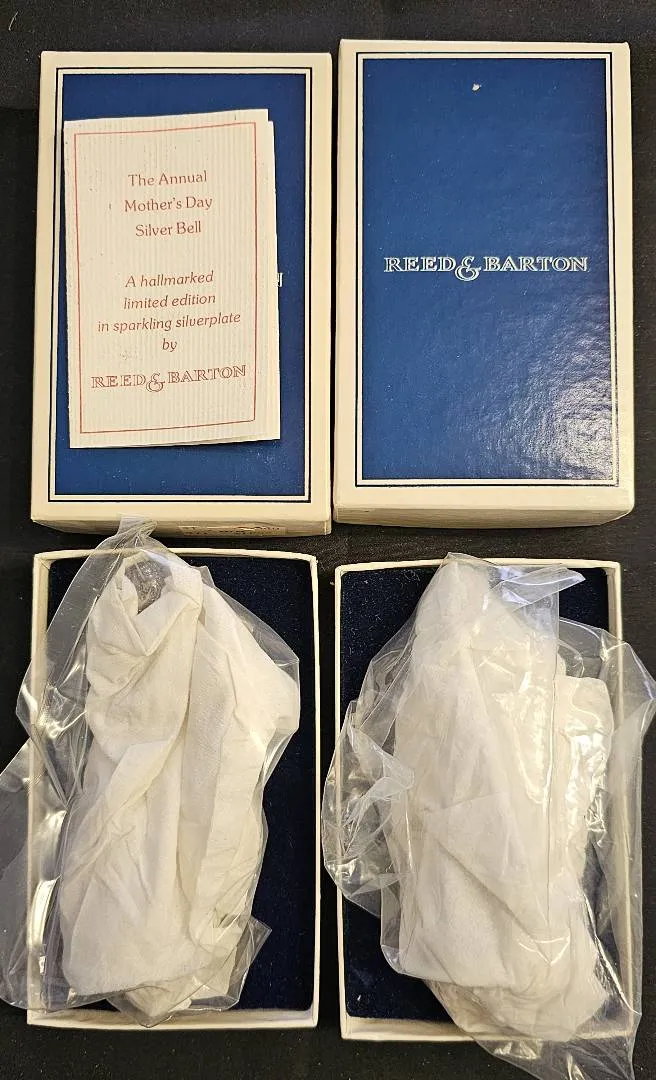 The Annual
Mother's Day
Silver Bell
A hallmarked
limited edition
in sparkling silverplate
by
REED & BARTON
REED & BARTON